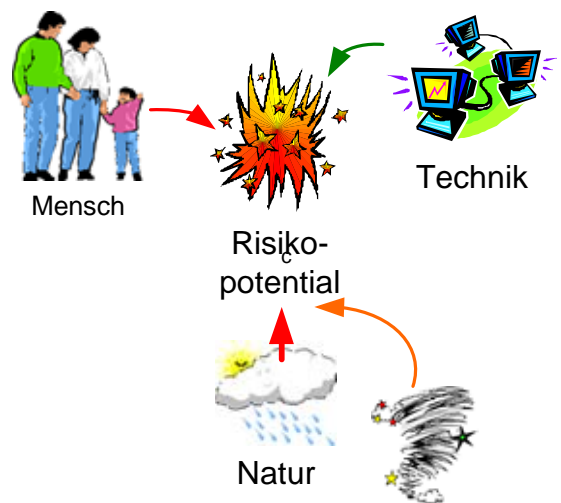 Mensch
Technik
Risiko-
c
potential
Natur